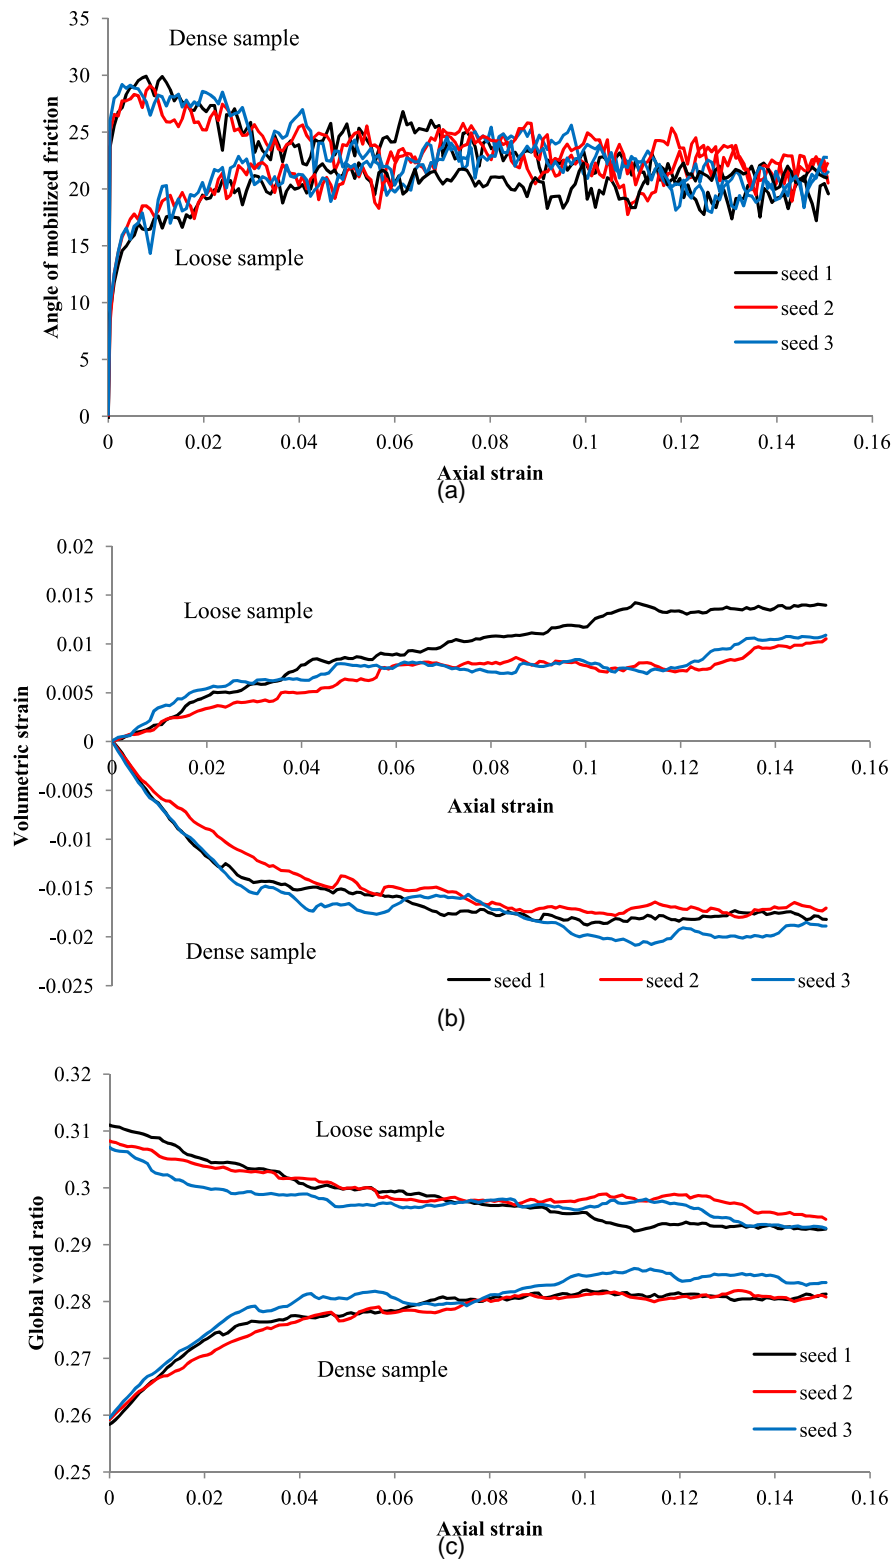 35
Dense sample
30
25
20
15
10
5
0
Angle of mobilized friction
Loose sample
seed 1
seed 2
seed 3
0 0.02 0.04 0.06 0.08 0.1 0.12 0.14 0.16
Axial strain
(a)
0.02
0.015
0.01
0.005
0
-0.005
-0.01
-0.015
-0.02
-0.025
Volumetric strain
Loose sample
0 0.02 0.04 0.06 0.08 0.1 0.12 0.14 0.16
Axial strain
Dense sample
seed 1 seed 2 seed 3
(b)
0.32
0.31
0.3
0.29
0.28
0.27
0.26
0.25
Global void ratio
Loose sample
Dense sample
seed 1
seed 2
seed 3
0 0.02 0.04 0.06 0.08 0.1 0.12 0.14 0.16
Axial strain
(c)